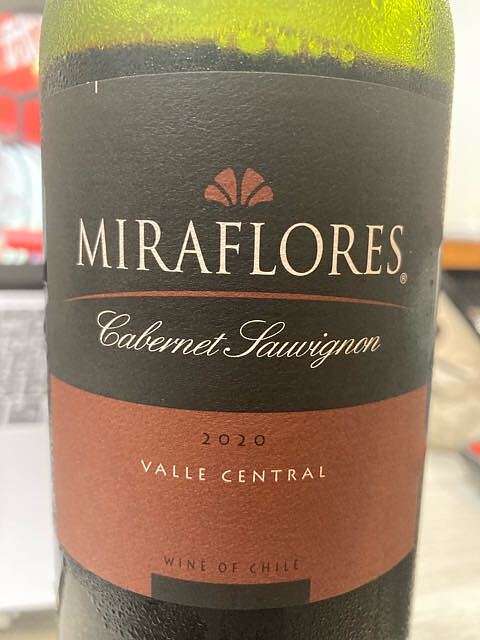 MIRAFLORES®
Cabernet Sauvignon
2020
VALLE CENTRAL
WINE OF CHILE